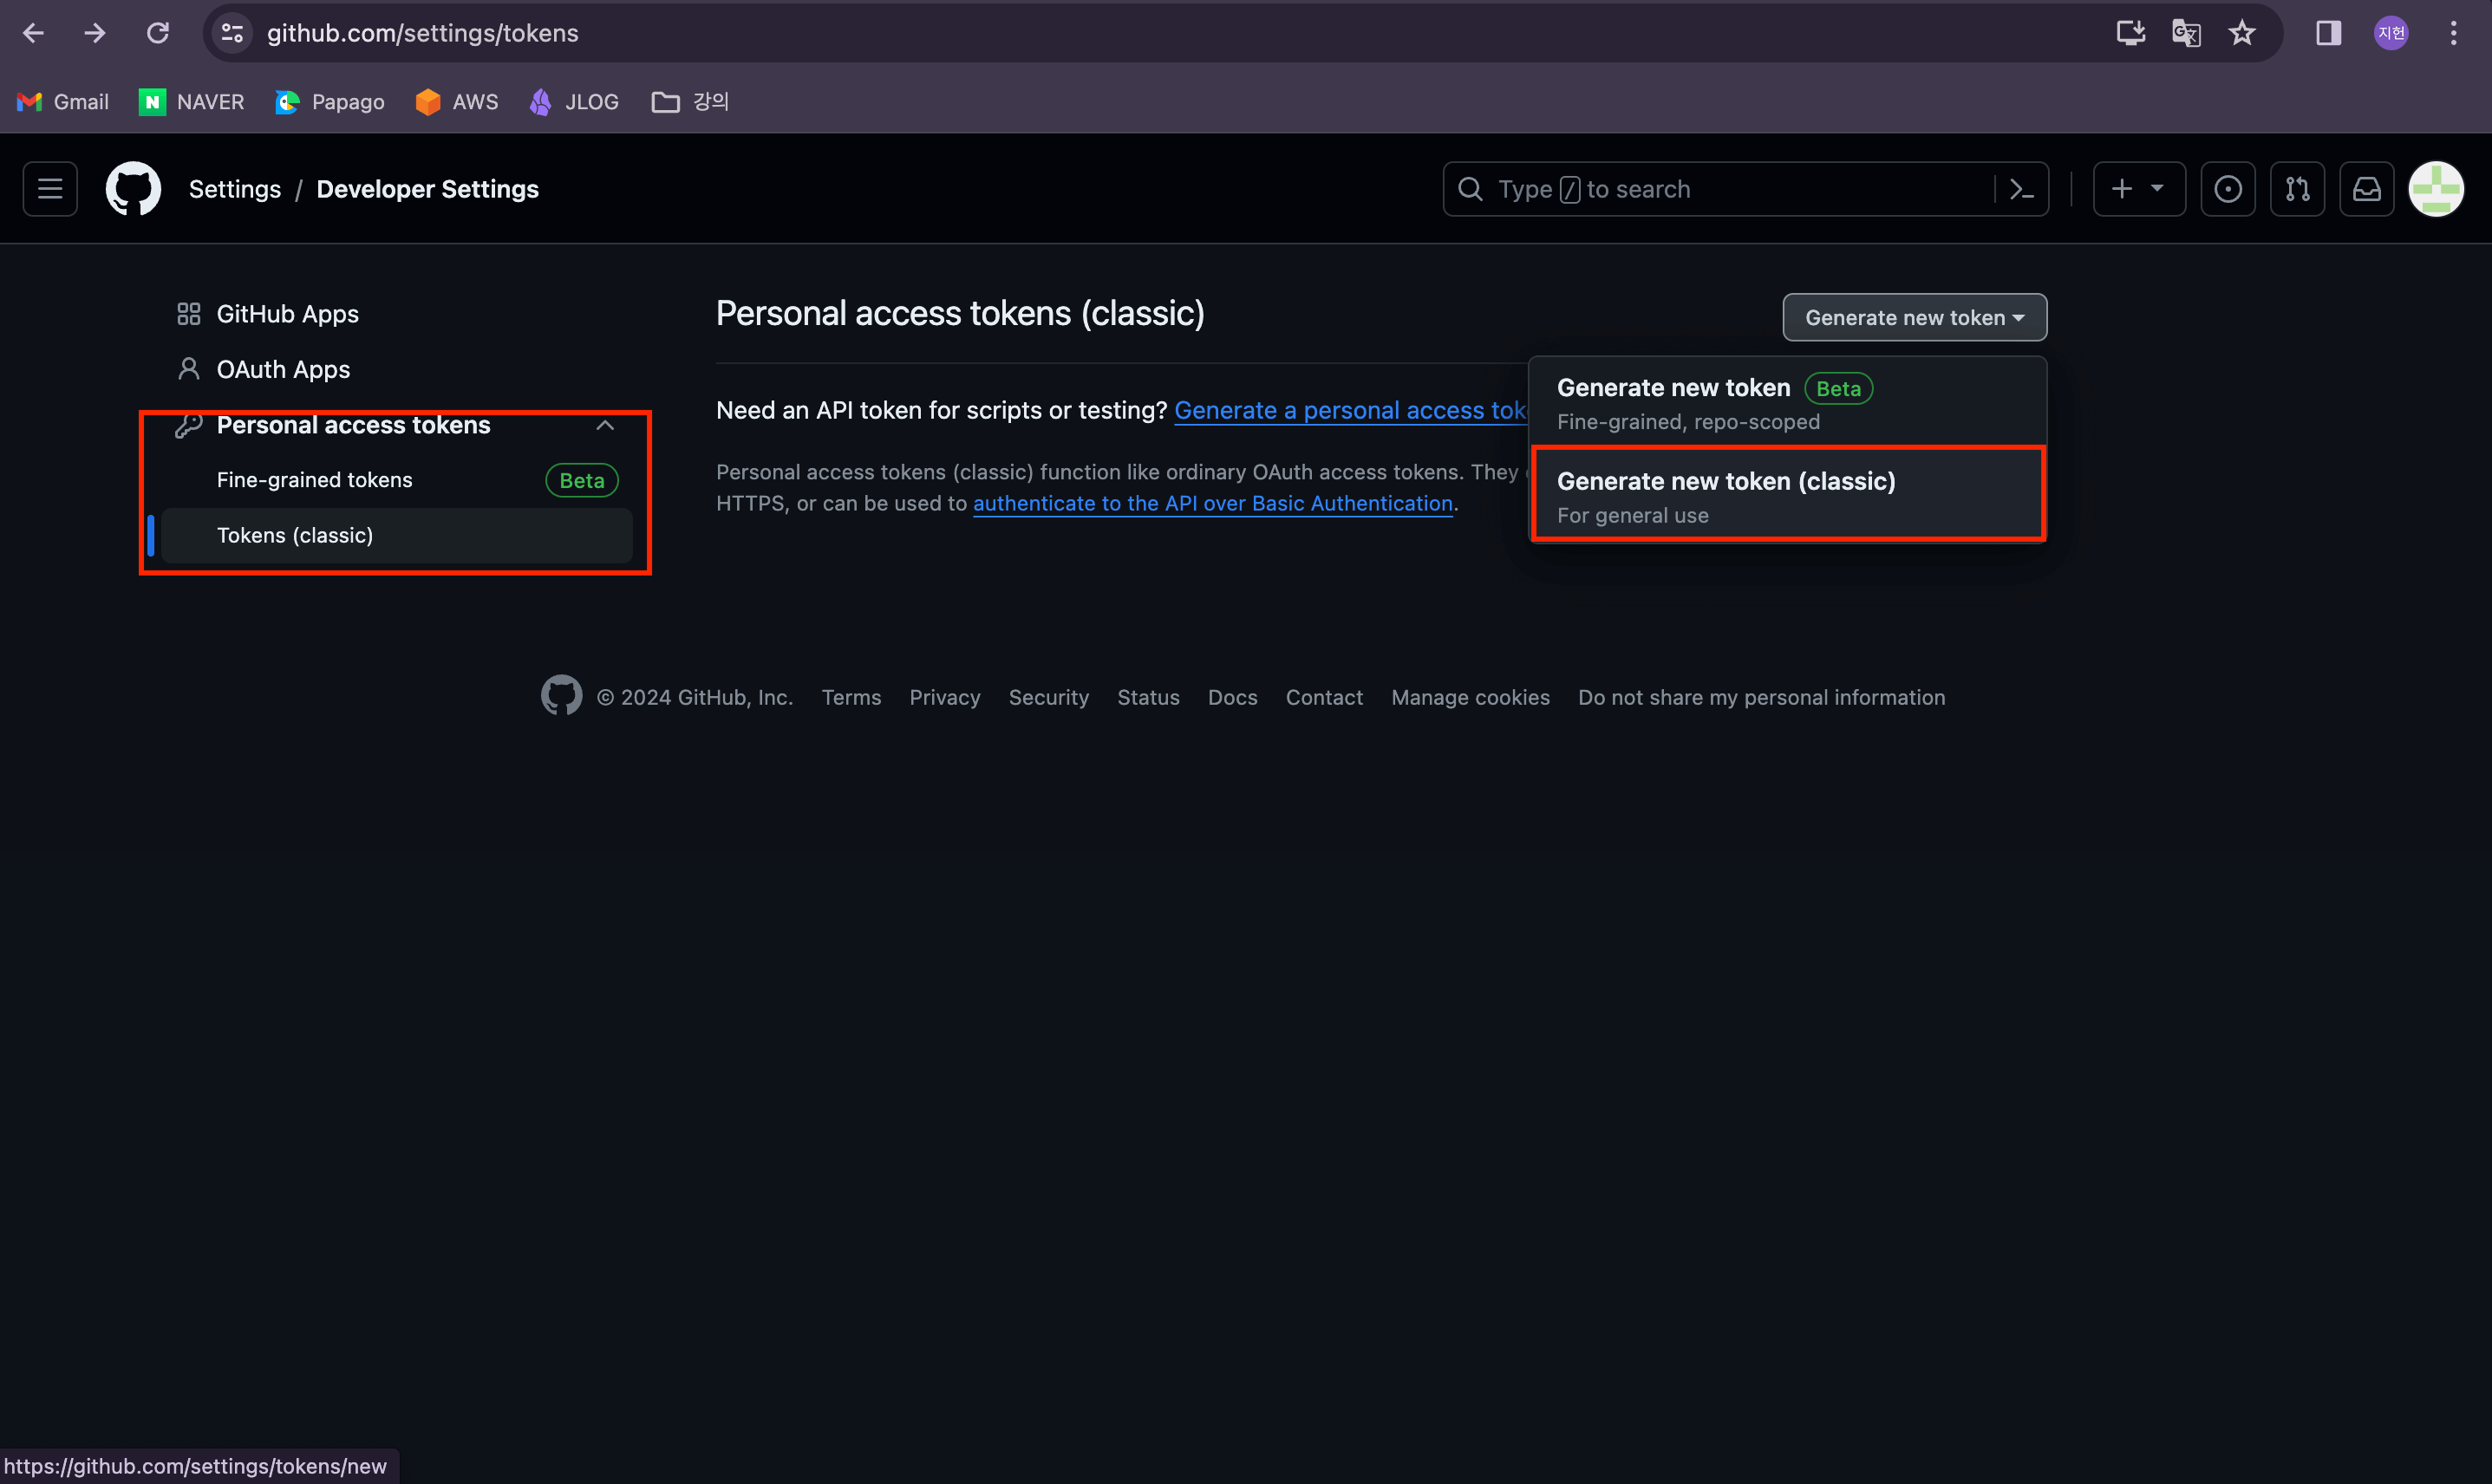 github.com/settings/tokens
지헌
Gmail
NAVER
Papago
AWS
JLOG
강의
Settings / Developer Settings
Type / to search
GitHub Apps
OAuth Apps
Personal access tokens
Fine-grained tokens Beta
Tokens (classic)
Personal access tokens (classic)
Generate new token
Need an API token for scripts or testing? Generate a personal access
Personal access tokens (classic) function like ordinary OAuth access tokens. They
HTTPS, or can be used to authenticate to the API over Basic Authentication.
Generate new token Beta
Fine-grained, repo-scoped
Generate new token (classic)
For general use
© 2024 GitHub, Inc. Terms Privacy Security Status Docs Contact Manage cookies Do not share my personal information
https://github.com/settings/tokens/new